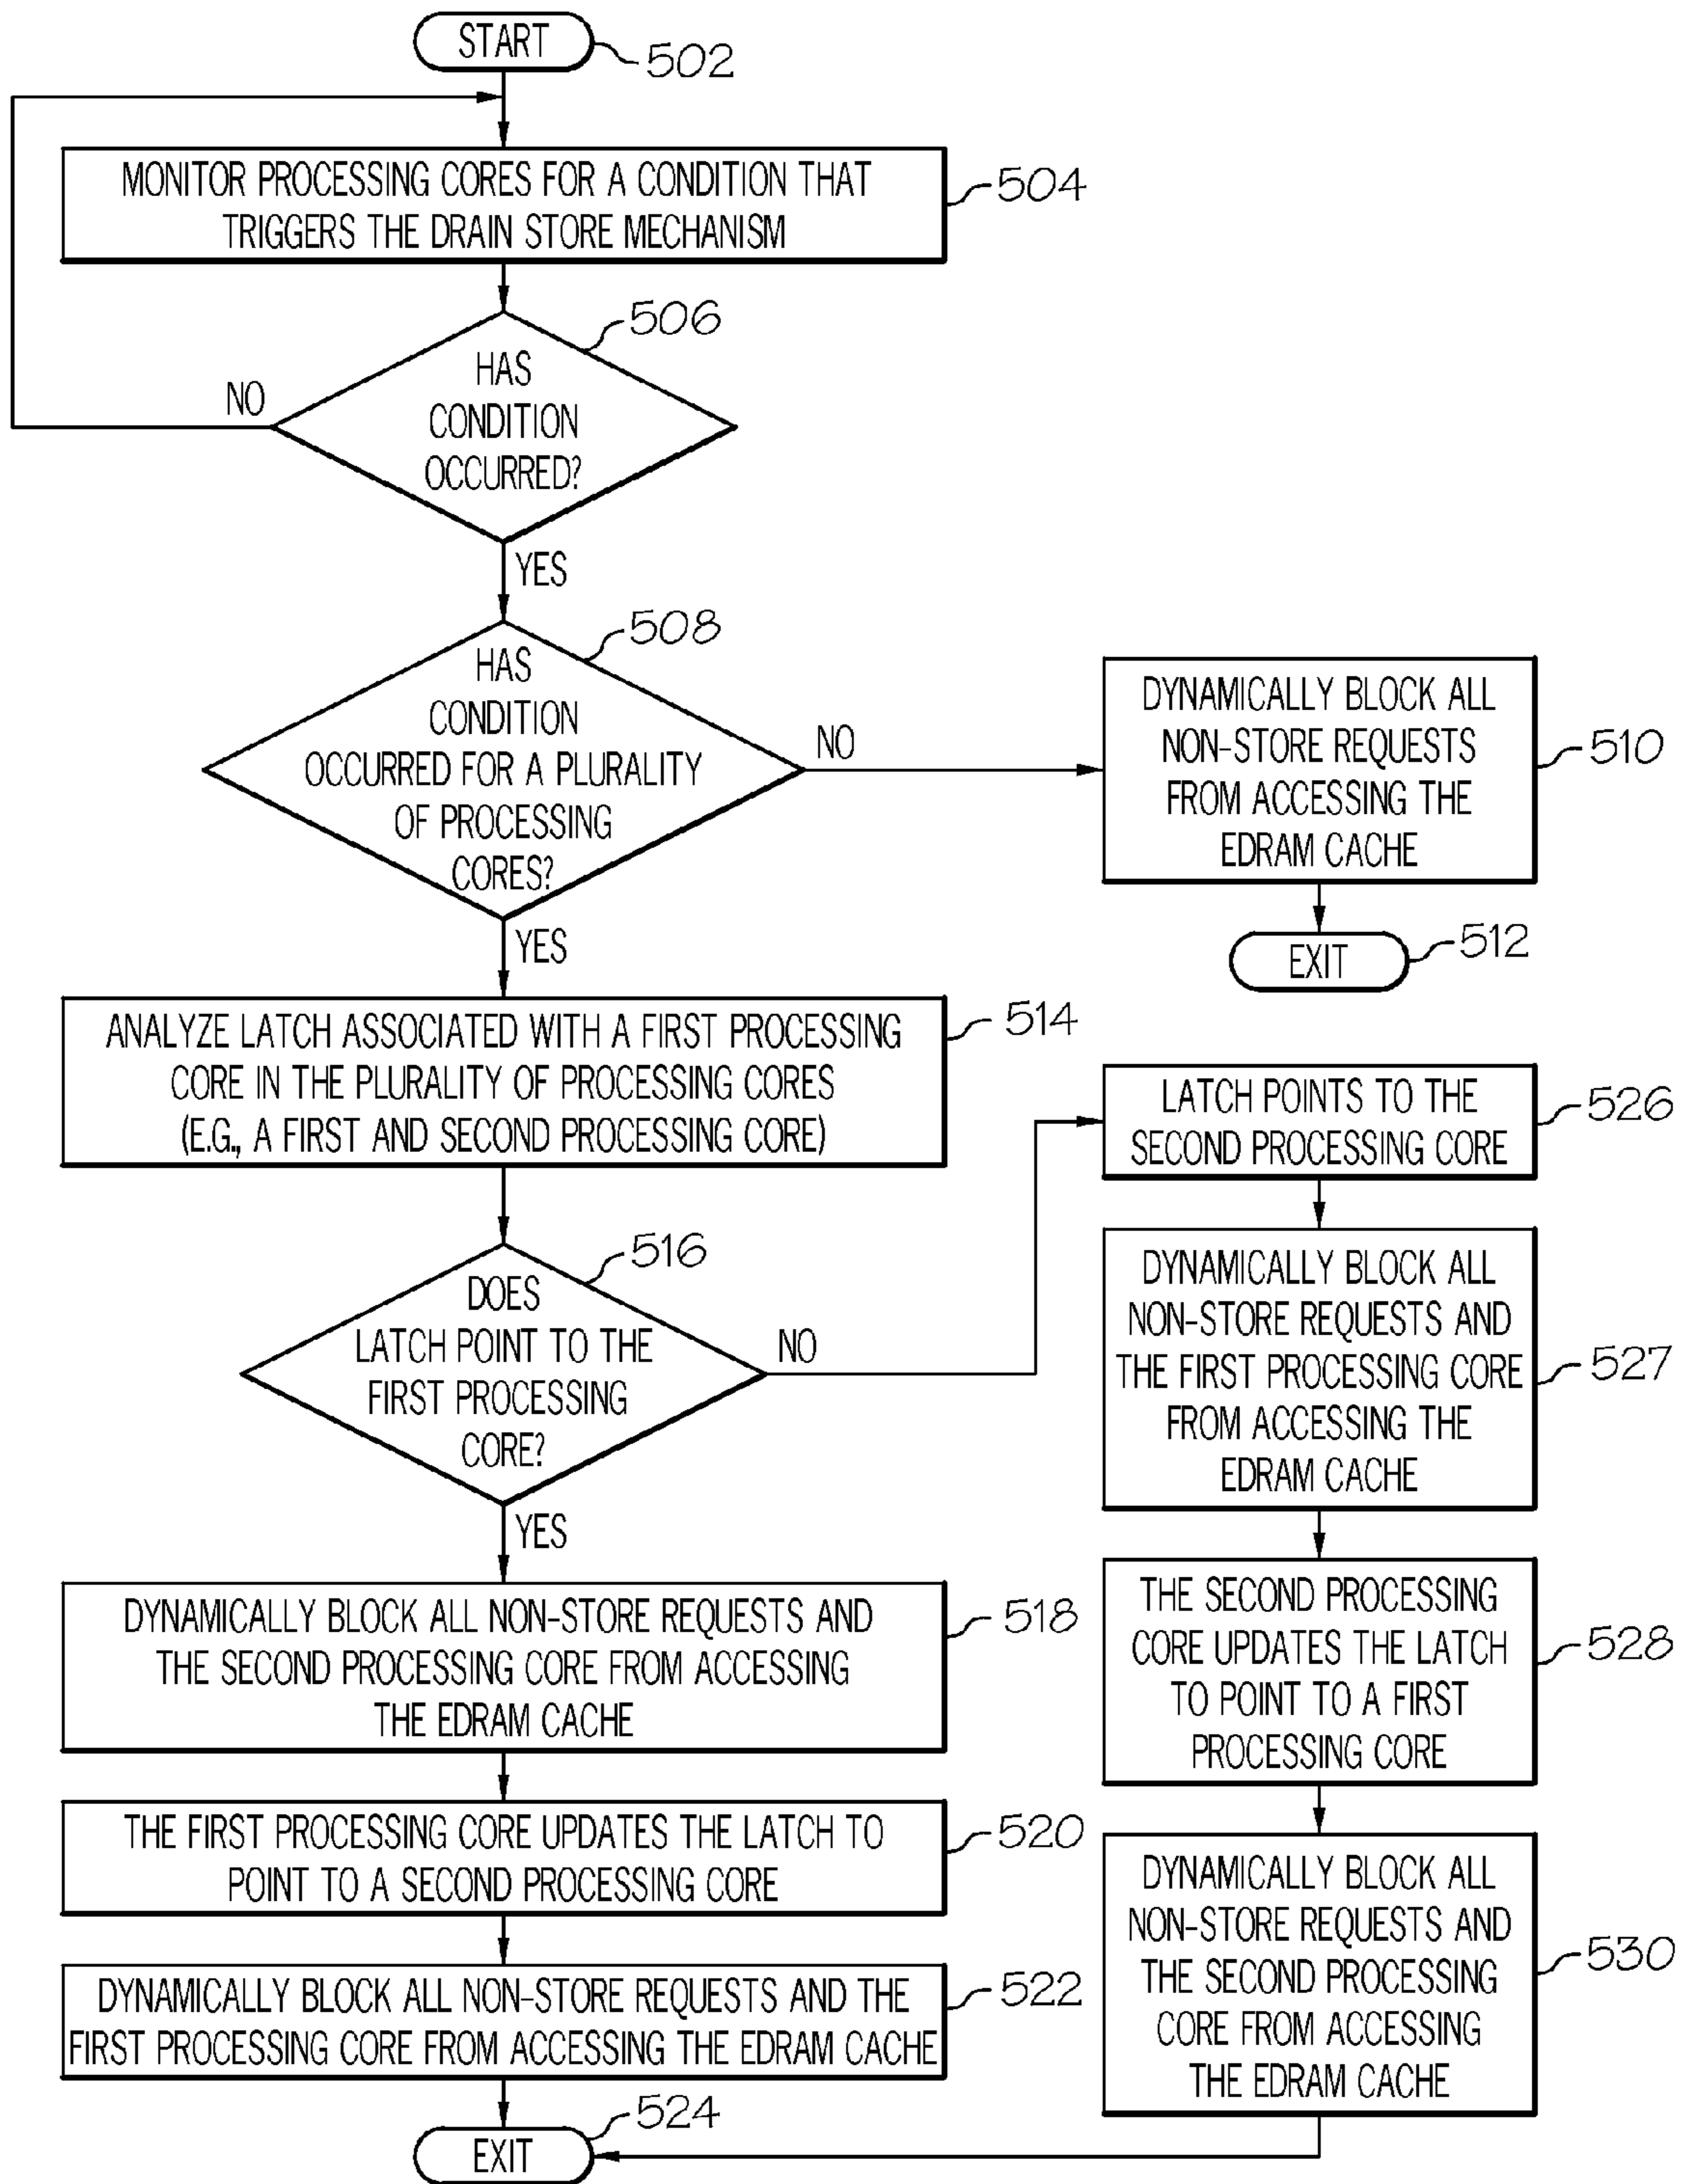 START
502
MONITOR PROCESSING CORES FOR A CONDITION THAT
TRIGGERS THE DRAIN STORE MECHANISM
504
506
HAS
CONDITION
OCCURRED?
NO
YES
508
HAS
CONDITION
OCCURRED FOR A PLURALITY
OF PROCESSING
CORES?
NO
YES
DYNAMICALLY BLOCK ALL
NON-STORE REQUESTS
FROM ACCESSING THE
EDRAM CACHE
510
EXIT
512
ANALYZE LATCH ASSOCIATED WITH A FIRST PROCESSING
CORE IN THE PLURALITY OF PROCESSING CORES
(E.G., A FIRST AND SECOND PROCESSING CORE)
514
516
DOES
LATCH POINT TO THE
FIRST PROCESSING
CORE?
NO
YES
LATCH POINTS TO THE
SECOND PROCESSING CORE
526
DYNAMICALLY BLOCK ALL
NON-STORE REQUESTS AND
THE FIRST PROCESSING CORE
FROM ACCESSING THE
EDRAM CACHE
527
THE SECOND PROCESSING
CORE UPDATES THE LATCH
TO POINT TO A FIRST
PROCESSING CORE
528
DYNAMICALLY BLOCK ALL
NON-STORE REQUESTS AND
THE SECOND PROCESSING
CORE FROM ACCESSING
THE EDRAM CACHE
530
DYNAMICALLY BLOCK ALL NON-STORE REQUESTS AND
THE SECOND PROCESSING CORE FROM ACCESSING
THE EDRAM CACHE
518
THE FIRST PROCESSING CORE UPDATES THE LATCH TO
POINT TO A SECOND PROCESSING CORE
520
DYNAMICALLY BLOCK ALL NON-STORE REQUESTS AND THE
FIRST PROCESSING CORE FROM ACCESSING THE EDRAM CACHE
522
EXIT
524